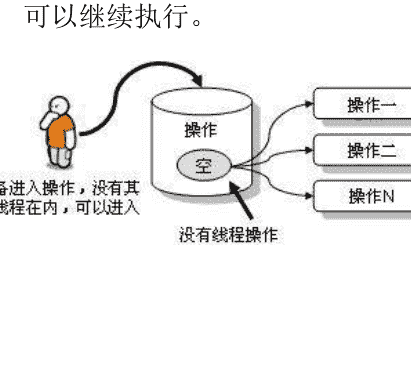 可以继续执行。
操作
空
操作一
操作二
操作N
备进入操作，没有其
线程在内，可以进入
没有线程操作